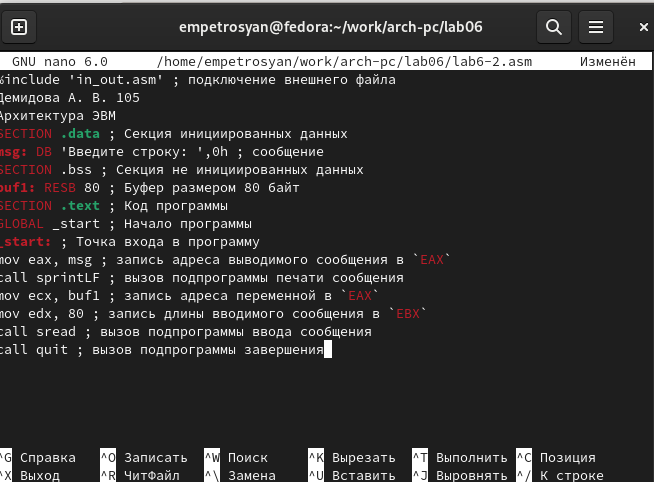 empetrosyan@fedora:~/work/arch-pc/lab06
GNU nano 6.0 /home/empetrosyan/work/arch-pc/lab06/lab6-2.asm Изменён
%include 'in_out.asm' ; подключение внешнего файла
Демидова А. В. 105
Архитектура ЭВМ
SECTION .data ; Секция инициированных данных
msg: DB 'Введите строку: ',0h ; сообщение
SECTION .bss ; Секция не инициированных данных
buf1: RESB 80 ; Буфер размером 80 байт
SECTION .text ; Код программы
GLOBAL _start ; Начало программы
_start: ; Точка входа в программу
mov eax, msg ; запись адреса выводимого сообщения в `EAX`
call sprintLF ; вызов подпрограммы печати сообщения
mov ecx, buf1 ; запись адреса переменной в `EAX`
mov edx, 80 ; запись длины вводимого сообщения в `EBX`
call sread ; вызов подпрограммы ввода сообщения
call quit ; вызов подпрограммы завершения
^G Справка ^O Записать ^W Поиск ^K Вырезать ^T Выполнить ^C Позиция
^X Выход ^R ЧитФайл ^\ Замена ^U Вставить ^J Выровнять ^/ К строке